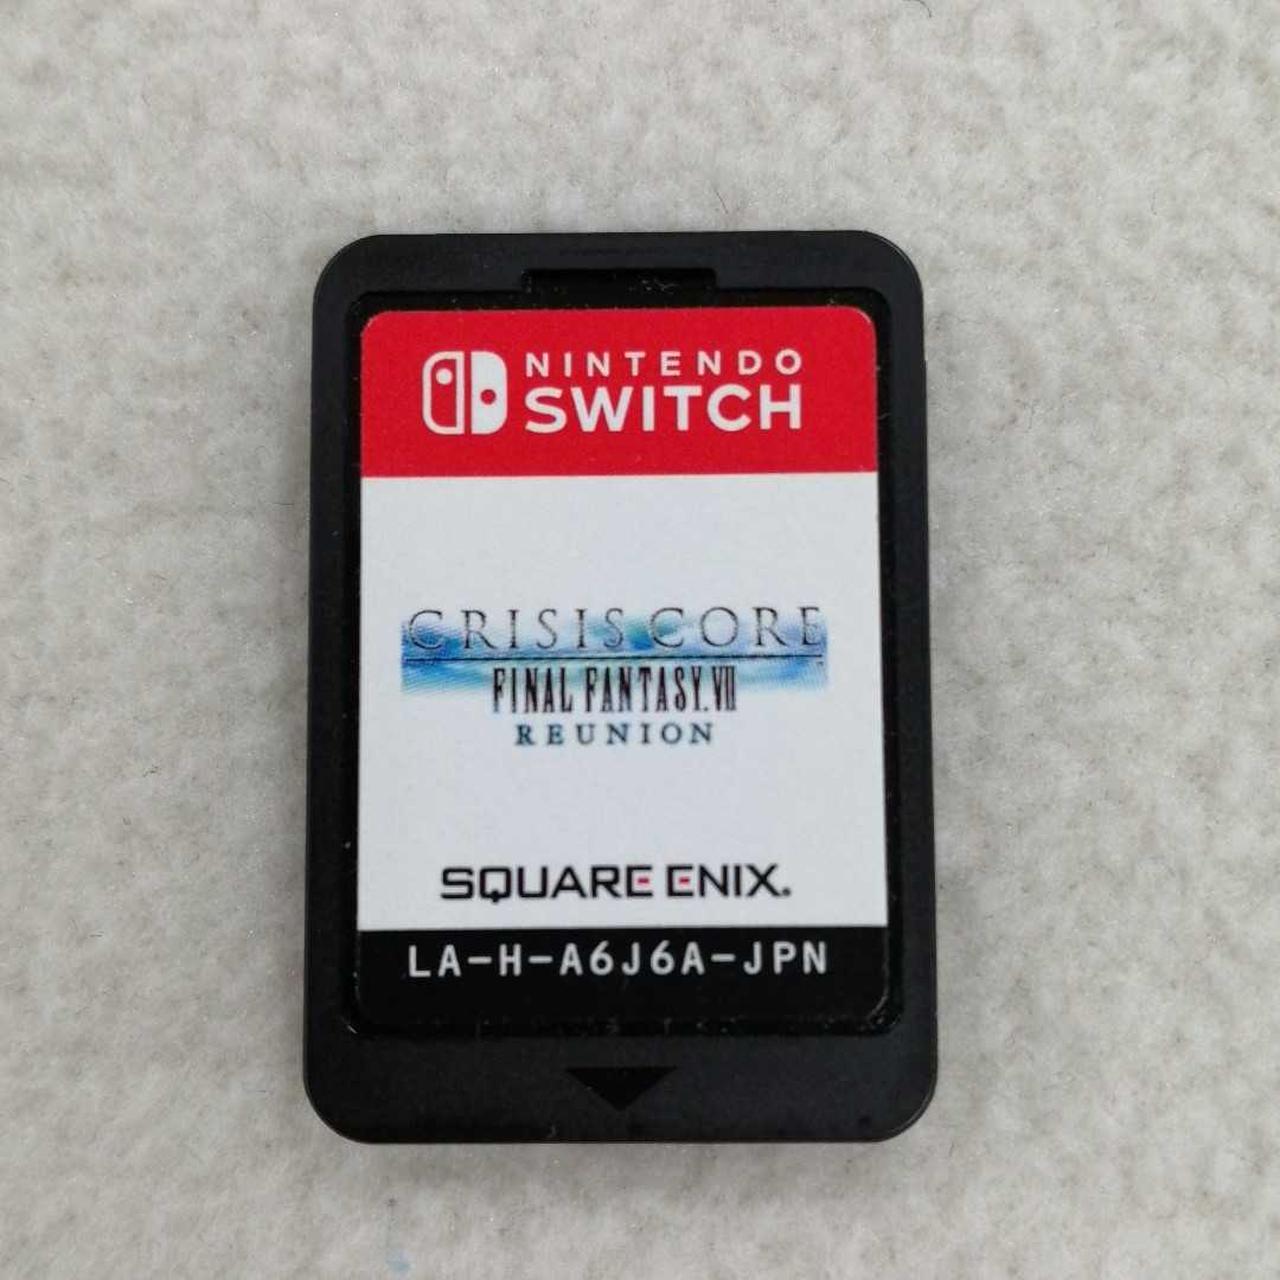 NINTENDO
SWITCH
CRISIS CORE
FINAL FANTASY.VII
REUNION
SQUARE ENIX.
LA-H-A6J6A-JPN